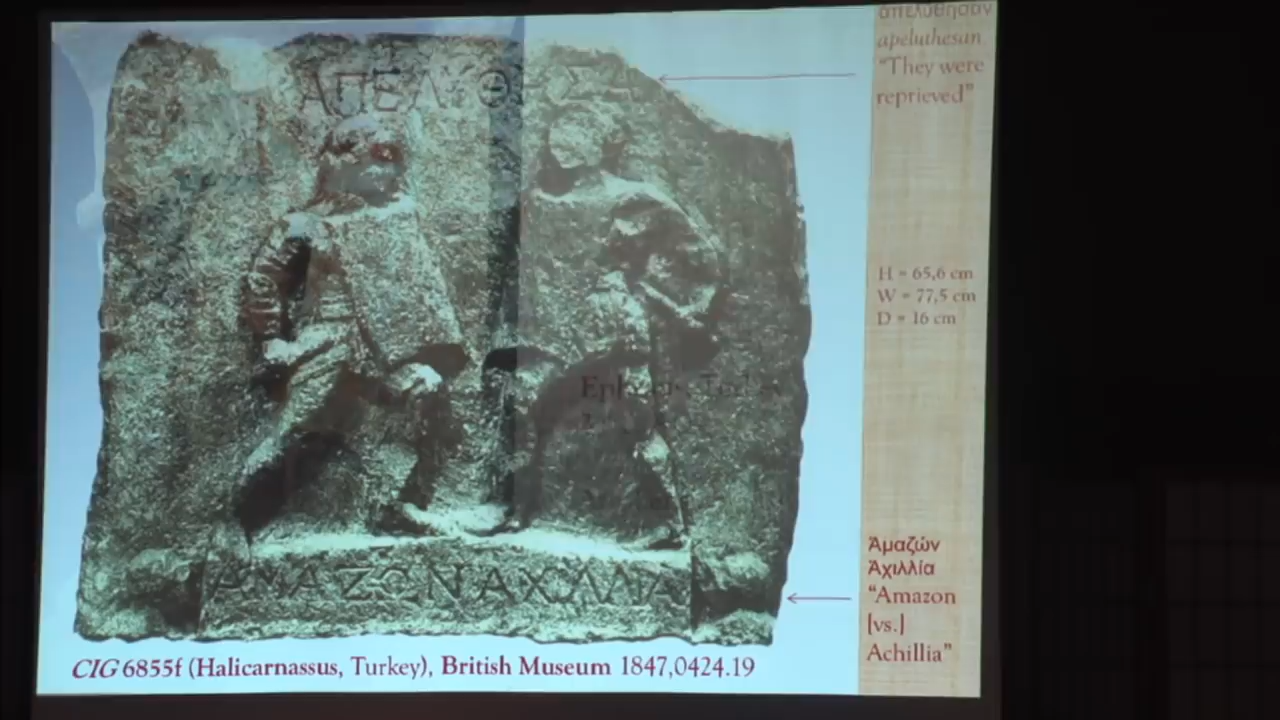 ἀπελύθησαν
apeluthesan
"They were
reprieved"
ΑΠΕΛΥΘΗΣΑ
H = 65,6 cm
W = 77,5 cm
D = 16 cm
Ἀμαζών
Ἀχιλλία
"Amazon
[vs.]
Achillia"
ΑΜΑΖΩΝ ΑΧΙΛΛΙΑ
CIG 6855f (Halicarnassus, Turkey), British Museum 1847,0424.19